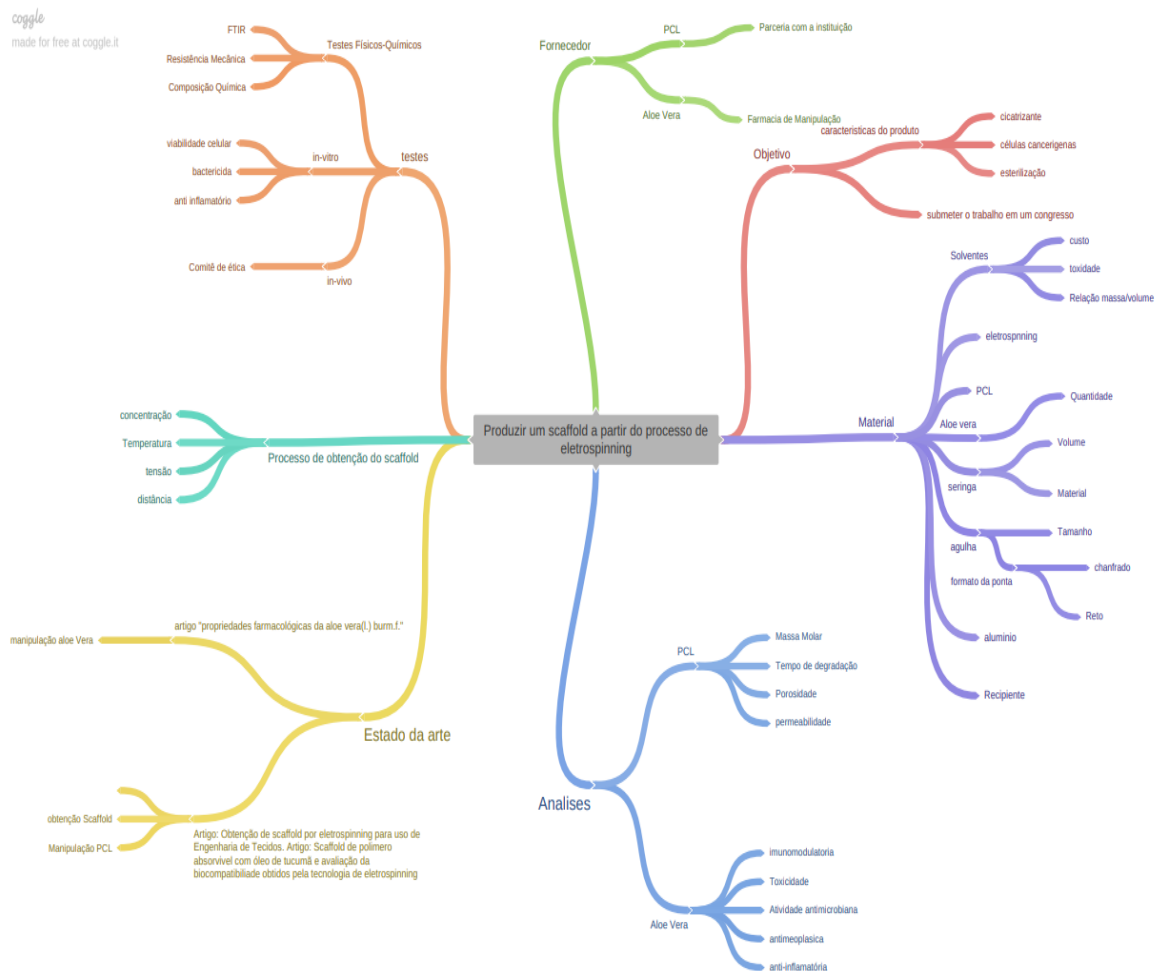 coggle
made for free at coggle.it
FTIR
Testes Físicos-Químicos
Resistência Mecânica
Composição Química
viabilidade celular
in-vitro
testes
bactericida
anti inflamatório
Comitê de ética
in-vivo
PCL
Parceria com a instituição
Fornecedor
Aloe Vera
Farmacia de Manipulação
Objetivo
caracteristicas do produto
cicatrizante
células cancerigenas
esterilização
submeter o trabalho em um congresso
Solventes
custo
toxidade
Relação massa/volume
eletrospnning
PCL
Material
Aloe vera
Quantidade
seringa
Volume
Material
agulha
Tamanho
formato da ponta
chanfrado
Reto
aluminio
Recipiente
Produzir um scaffold a partir do processo de
eletrospinning
concentração
Temperatura
Processo de obtenção do scaffold
tensão
distância
artigo "propriedades farmacológicas da aloe vera(l.) burm.f."
manipulação aloe Vera
Estado da arte
obtenção Scaffold
Manipulação PCL
Artigo: Obtenção de scaffold por eletrospinning para uso de
Engenharia de Tecidos. Artigo: Scaffold de polimero
absorvivel com óleo de tucumã e avaliação da
biocompatibiliade obtidos pela tecnologia de eletrospinning
PCL
Massa Molar
Tempo de degradação
Porosidade
permeabilidade
Analises
Aloe Vera
imunomodulatoria
Toxicidade
Atividade antimicrobiana
antimeoplasica
anti-inflamatória